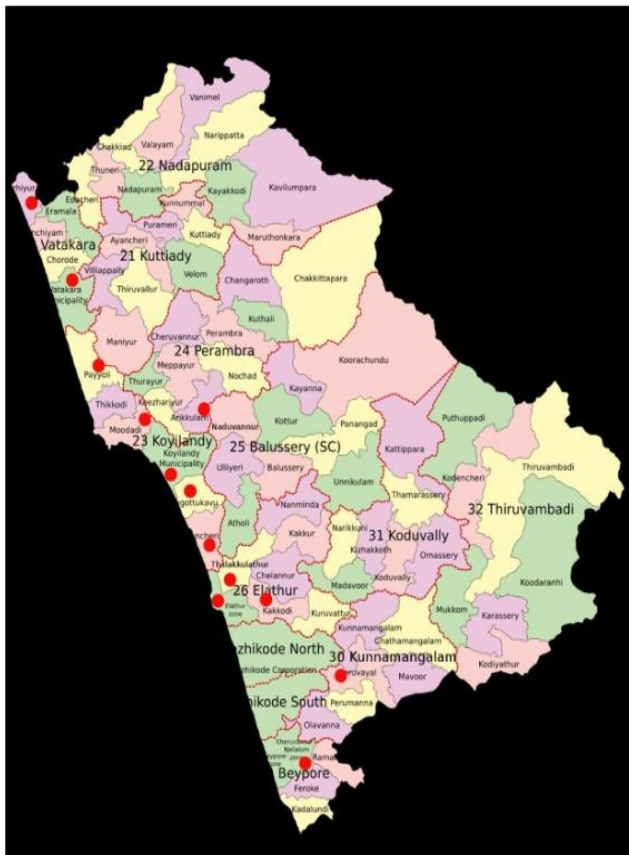 Vanimel
Chekkiad
Valayam
Narippatta
22 Nadapuram
Thuneri
Nadapuram
Kayakkodi
Kavilumpara
Edacheri
Kunnummal
Eramala
Purameri
Kuttiady
Maruthonkara
Vatakara
Ayancheri
Chorode
21 Kuttiady
Villiappally
Velom
Changaroth
Chakkittapara
Thiruvallur
Kuthali
Maniyur
Cheruvannur
Perambra
Koorachundu
24 Perambra
Meppayur
Nochad
Payyoli
Thurayur
Kayanna
Keezhariyur
Thikkodi
Arikkulam
Naduvannur
Kottur
Panangad
Puthuppadi
Moodadi
23 Koyilandy
25 Balussery (SC)
Kattippara
Koyilandy
Municipality
Ulliyeri
Balussery
Kodencheri
Thiruvambadi
Unnikulam
Thamarassery
Nanminda
32 Thiruvambadi
Atholi
Narikkuni
31 Koduvally
Kakkur
Kizhakkoth
Omassery
Thalakkulathur
Chelannur
Madavoor
Koduvally
Koodaranhi
26 Elathur
Kakkodi
Mukkom
Elathur
zone
Kuruvattur
Karassery
Kunnamangalam
Chathamangalam
30 Kunnamangalam
Kodiyathur
Mavoor
Perumanna
Olavanna
Nallalam
Beypore
Feroke
Kadalundi